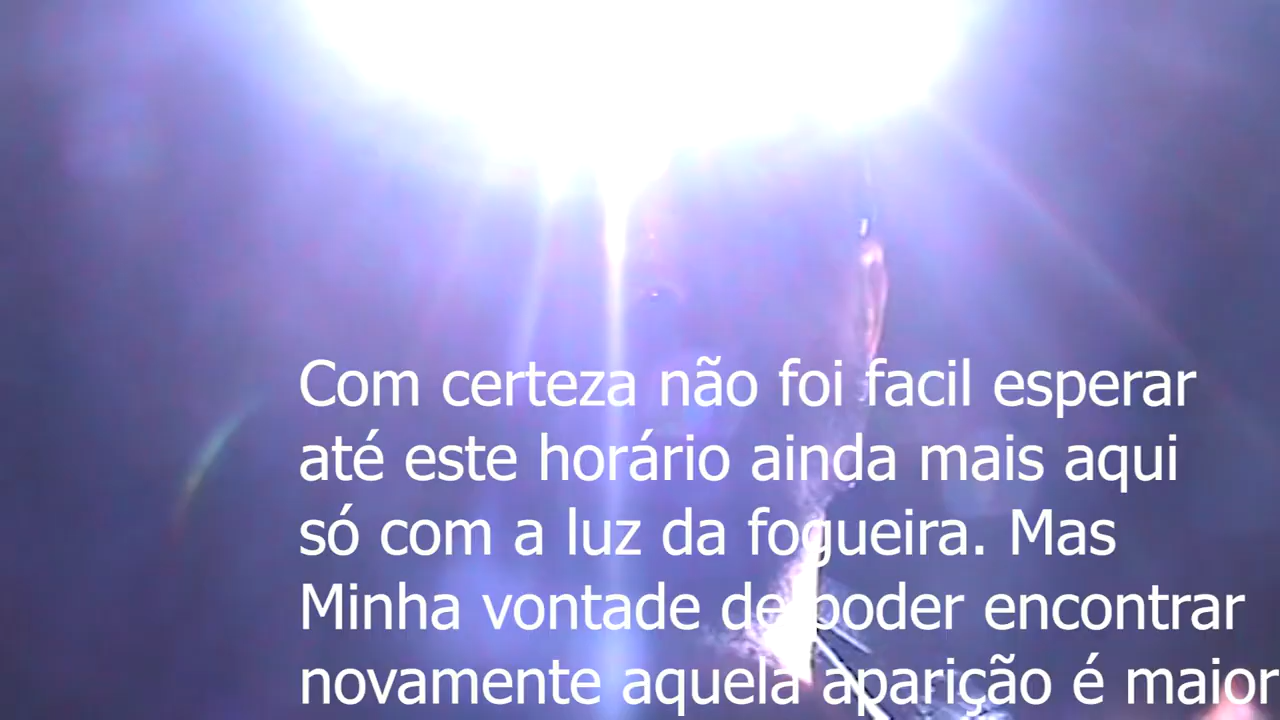 Com certeza não foi facil esperar
até este horário ainda mais aqui
só com a luz da fogueira. Mas
Minha vontade de poder encontrar
novamente aquela aparição é maior